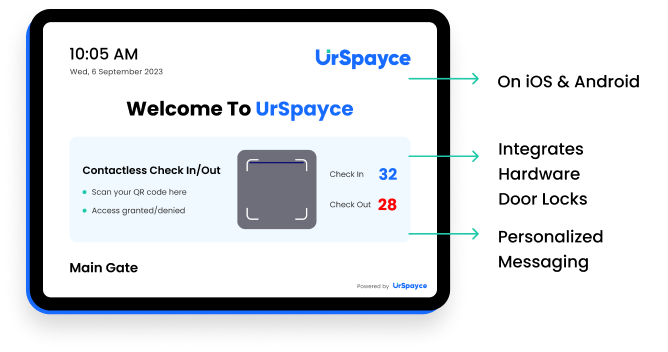 10:05 AM
Wed, 6 September 2023
UrSpayce
Welcome To UrSpayce
Contactless Check In/Out
Scan your QR code here
Access granted/denied
Check In 32
Check Out 28
Main Gate
Powered by UrSpayce
On iOS & Android
Integrates
Hardware
Door Locks
Personalized
Messaging